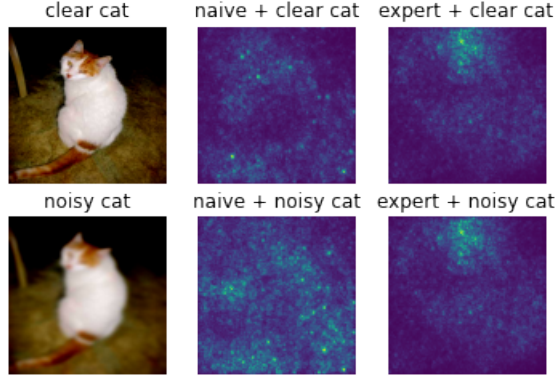 clear cat
naive + clear cat
expert + clear cat
noisy cat
naive + noisy cat
expert + noisy cat